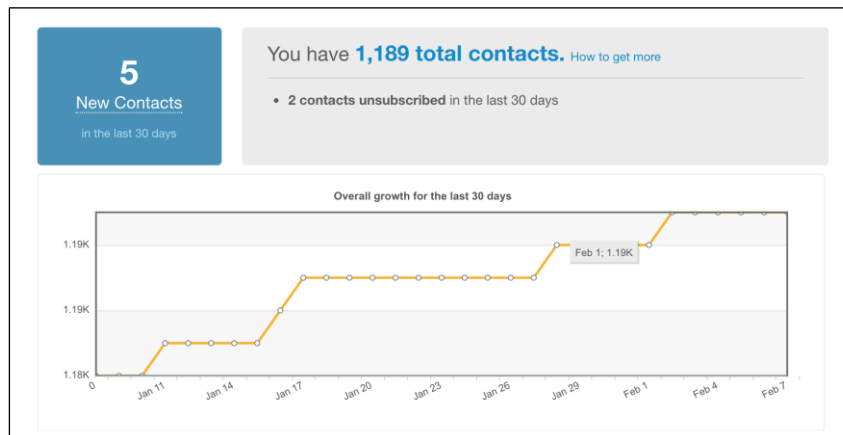 5
New Contacts
in the last 30 days
You have 1,189 total contacts. How to get more
• 2 contacts unsubscribed in the last 30 days
Overall growth for the last 30 days
1.19K
Feb 1; 1.19K
1.19K
1.18K
0
Jan 11
Jan 14
Jan 17
Jan 20
Jan 23
Jan 26
Jan 29
Feb 1
Feb 4
Feb 7